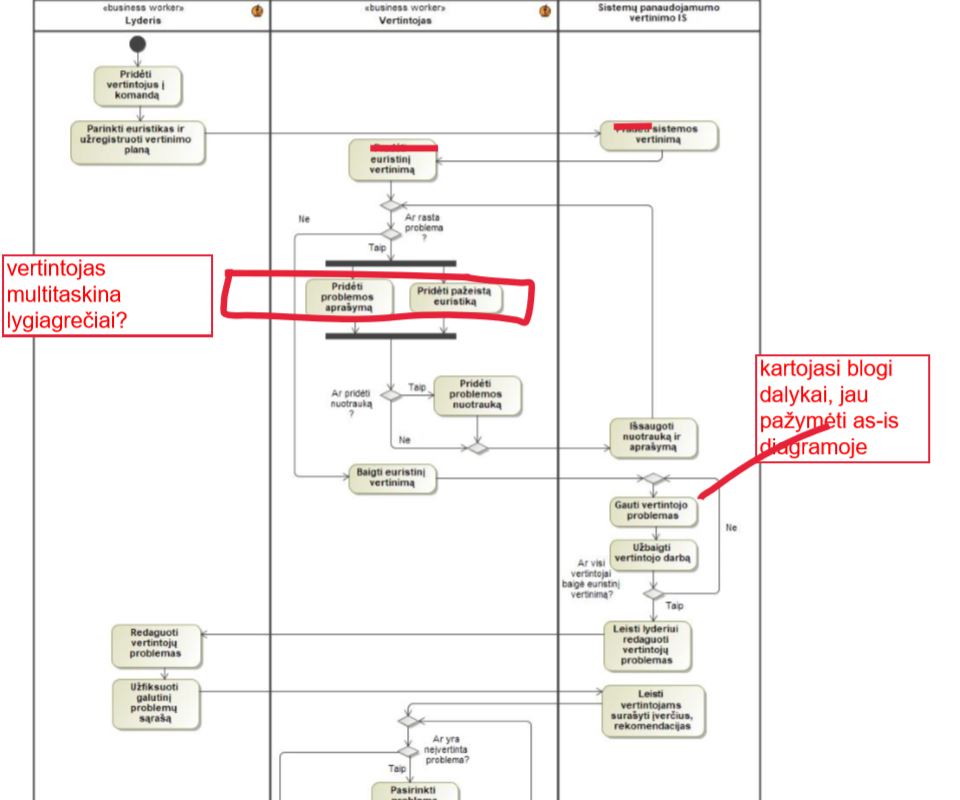 «business worker»
Lyderis
«business worker»
Vertintojas
Sistemų panaudojamumo
vertinimo IS
Pridėti
vertintojus į
komandą
Parinkti euristikas ir
užregistruoti vertinimo
planą
sistemos
vertinimą
euristinį
vertinimą
Ne
Ar rasta
problema
?
Taip
vertintojas
multitaskina
lygiagrečiai?
Pridėti
problemos
aprašymą
Pridėti pažeistą
euristiką
Ar pridėti
nuotrauką
?
Taip
Pridėti
problemos
nuotrauką
Ne
Išsaugoti
nuotrauką ir
aprašymą
kartojasi blogi
dalykai, jau
pažymėti as-is
diagramoje
Baigti euristinį
vertinimą
Gauti vertintojo
problemas
Ne
Užbaigti
vertintojo darbą
Ar visi
vertintojai
baigė euristinį
vertinimą?
Taip
Redaguoti
vertintojų
problemas
Leisti lyderiui
redaguoti
vertintojų
problemas
Užfiksuoti
galutinį
problemų
sąrašą
Leisti
vertintojams
surašyti įverčius,
rekomendacijas
Ar yra
neįvertinta
problema?
Taip
Pasirinkti